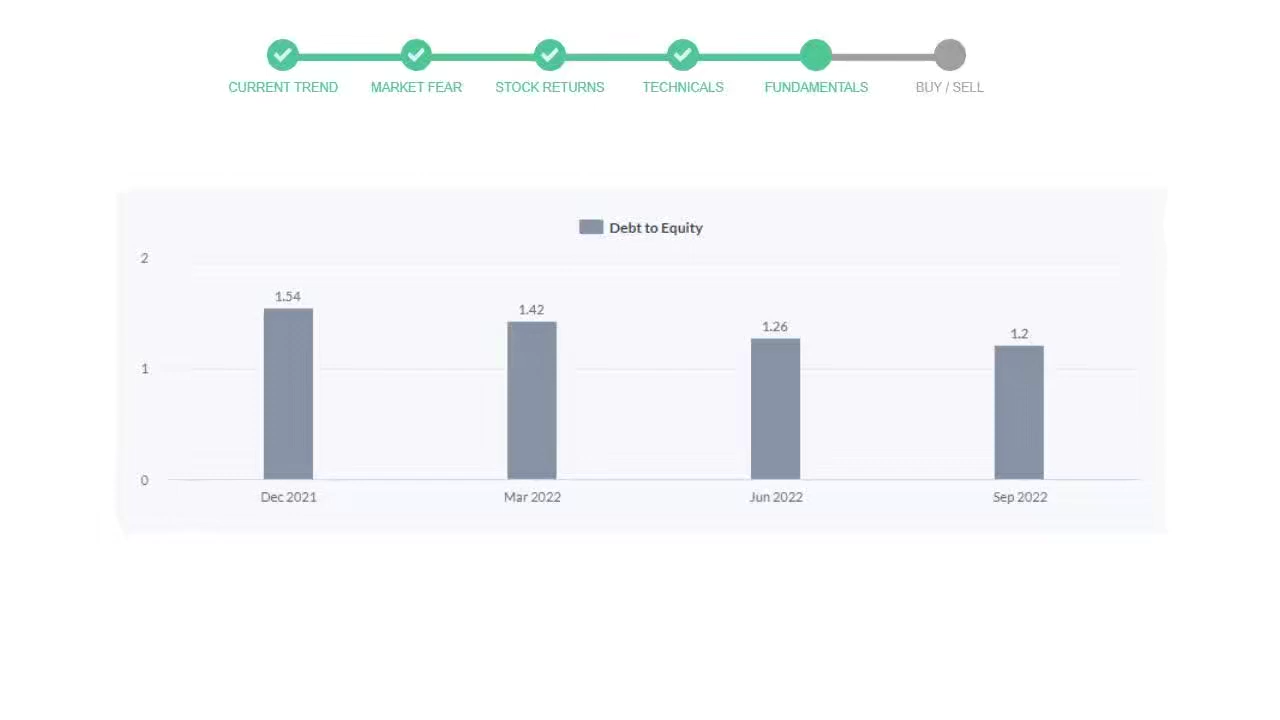 CURRENT TREND MARKET FEAR STOCK RETURNS TECHNICALS FUNDAMENTALS BUY / SELL
Debt to Equity
2
1.54 1.42 1.26 1.2
1
0
Dec 2021 Mar 2022 Jun 2022 Sep 2022